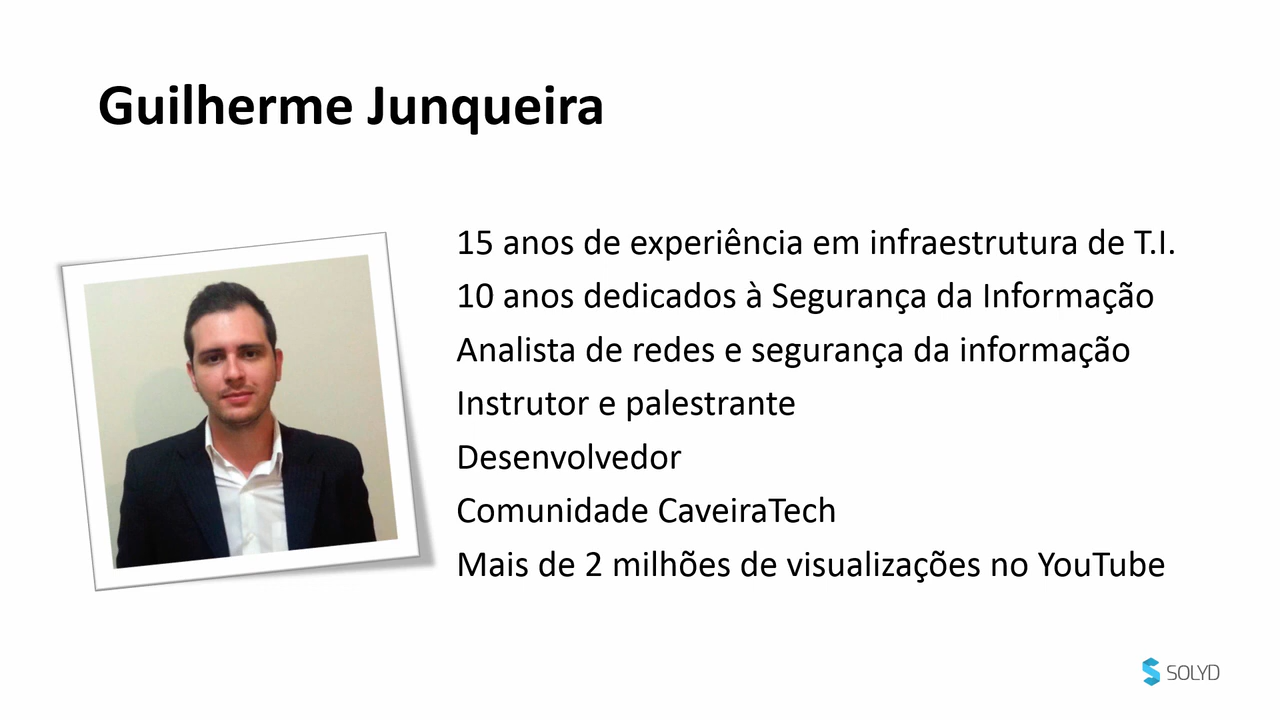 Guilherme Junqueira
15 anos de experiência em infraestrutura de T.I.
10 anos dedicados à Segurança da Informação
Analista de redes e segurança da informação
Instrutor e palestrante
Desenvolvedor
Comunidade CaveiraTech
Mais de 2 milhões de visualizações no YouTube
SOLYD